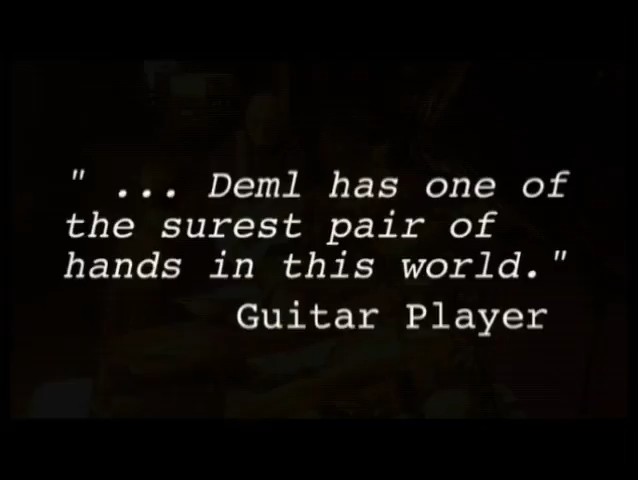 " ... Deml has one of
the surest pair of
hands in this world."
Guitar Player